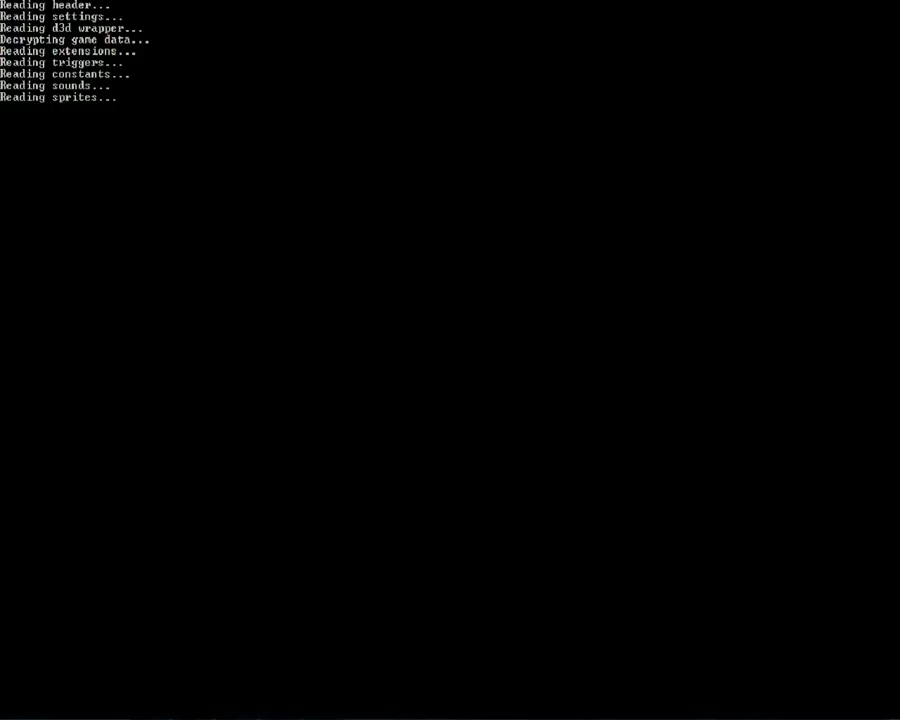 Reading header...
Reading settings...
Reading d3d wrapper...
Decrypting game data...
Reading extensions...
Reading triggers...
Reading constants...
Reading sounds...
Reading sprites...